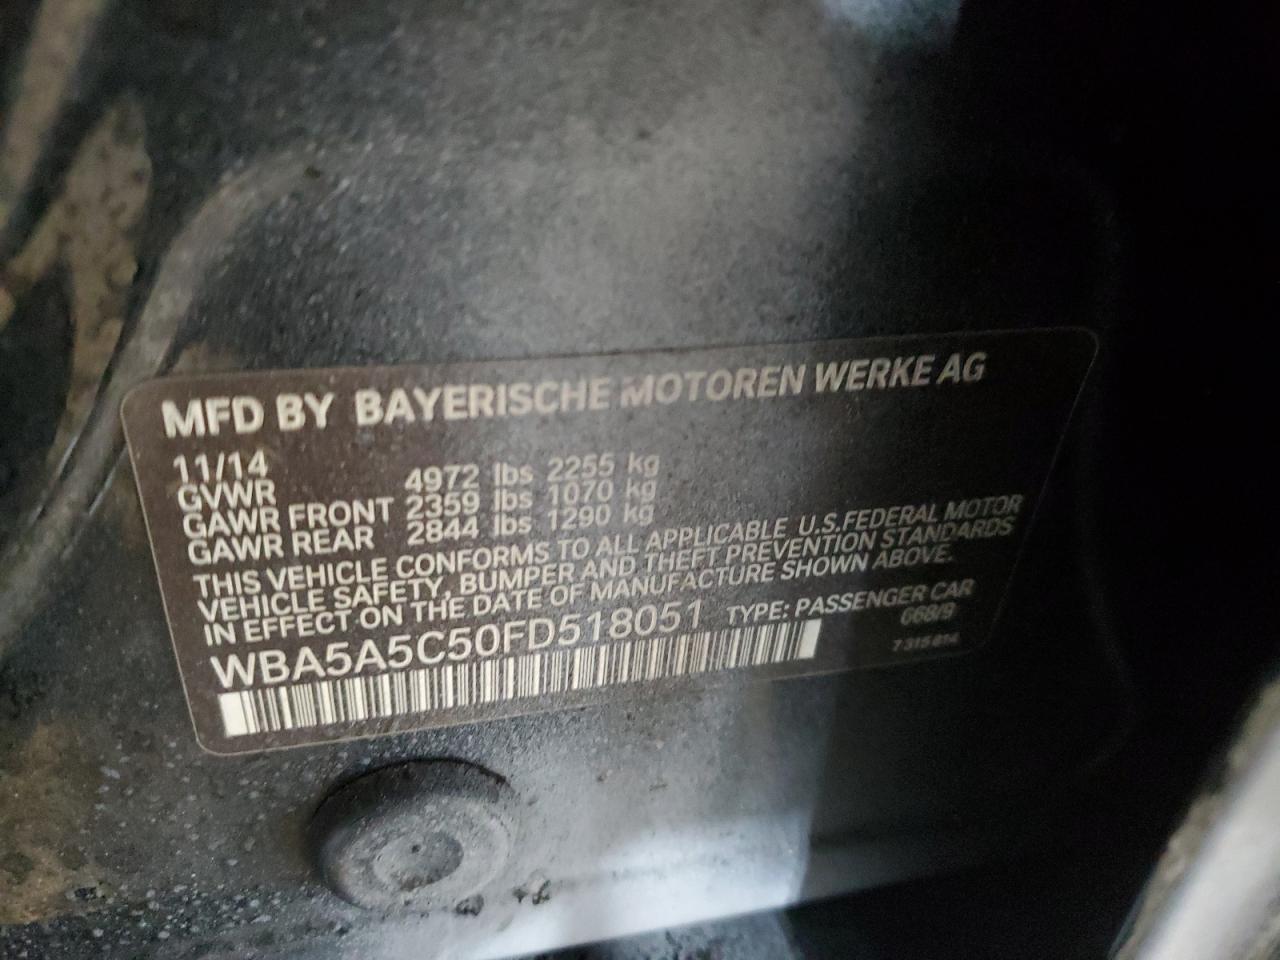 MFD BY BAYERISCHE MOTOREN WERKE AG
11/14
GVWR 4972 lbs 2255 kg
GAWR FRONT 2359 lbs 1070 kg
GAWR REAR 2844 lbs 1290 kg
THIS VEHICLE CONFORMS TO ALL APPLICABLE U.S.FEDERAL MOTOR
VEHICLE SAFETY, BUMPER AND THEFT PREVENTION STANDARDS
IN EFFECT ON THE DATE OF MANUFACTURE SHOWN ABOVE.
WBA5A5C50FD518051 TYPE: PASSENGER CAR
668/9